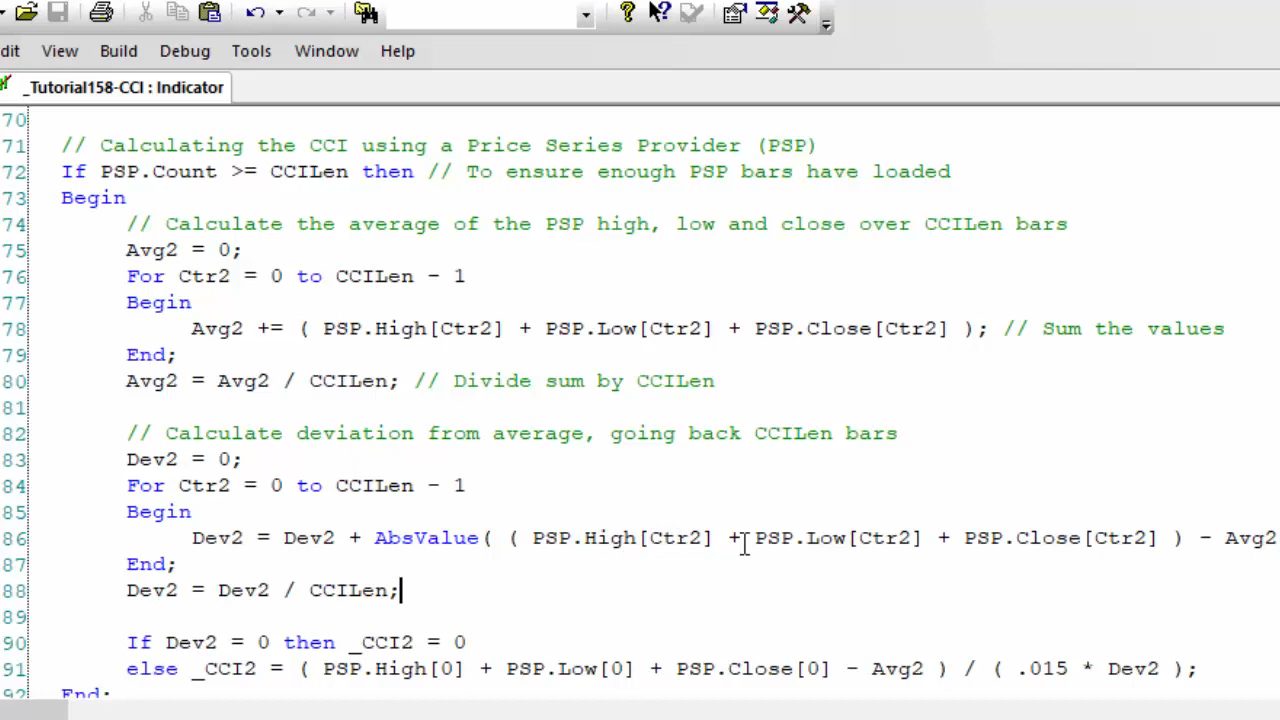 dit View Build Debug Tools Window Help
_Tutorial158-CCI : Indicator
70
71 // Calculating the CCI using a Price Series Provider (PSP)
72 If PSP.Count >= CCILen then // To ensure enough PSP bars have loaded
73 Begin
74 // Calculate the average of the PSP high, low and close over CCILen bars
75 Avg2 = 0;
76 For Ctr2 = 0 to CCILen - 1
77 Begin
78 Avg2 += ( PSP.High[Ctr2] + PSP.Low[Ctr2] + PSP.Close[Ctr2] ); // Sum the values
79 End;
80 Avg2 = Avg2 / CCILen; // Divide sum by CCILen
81
82 // Calculate deviation from average, going back CCILen bars
83 Dev2 = 0;
84 For Ctr2 = 0 to CCILen - 1
85 Begin
86 Dev2 = Dev2 + AbsValue( ( PSP.High[Ctr2] + PSP.Low[Ctr2] + PSP.Close[Ctr2] ) - Avg2
87 End;
88 Dev2 = Dev2 / CCILen;
89
90 If Dev2 = 0 then _CCI2 = 0
91 else _CCI2 = ( PSP.High[0] + PSP.Low[0] + PSP.Close[0] - Avg2 ) / ( .015 * Dev2 );
92 End;